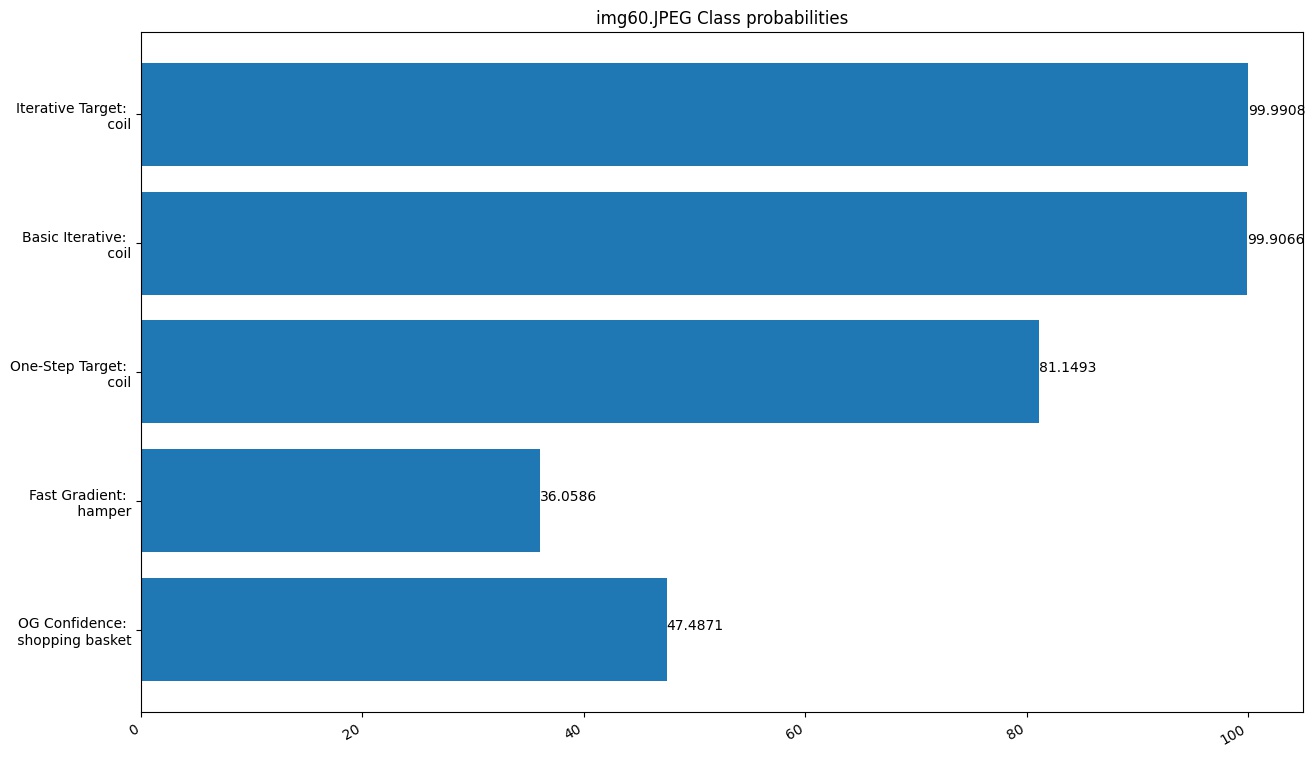 img60.JPEG Class probabilities
Iterative Target:
coil
99.9908
Basic Iterative:
coil
99.9066
One-Step Target:
coil
81.1493
Fast Gradient:
hamper
36.0586
OG Confidence:
shopping basket
47.4871
0
20
40
60
80
100